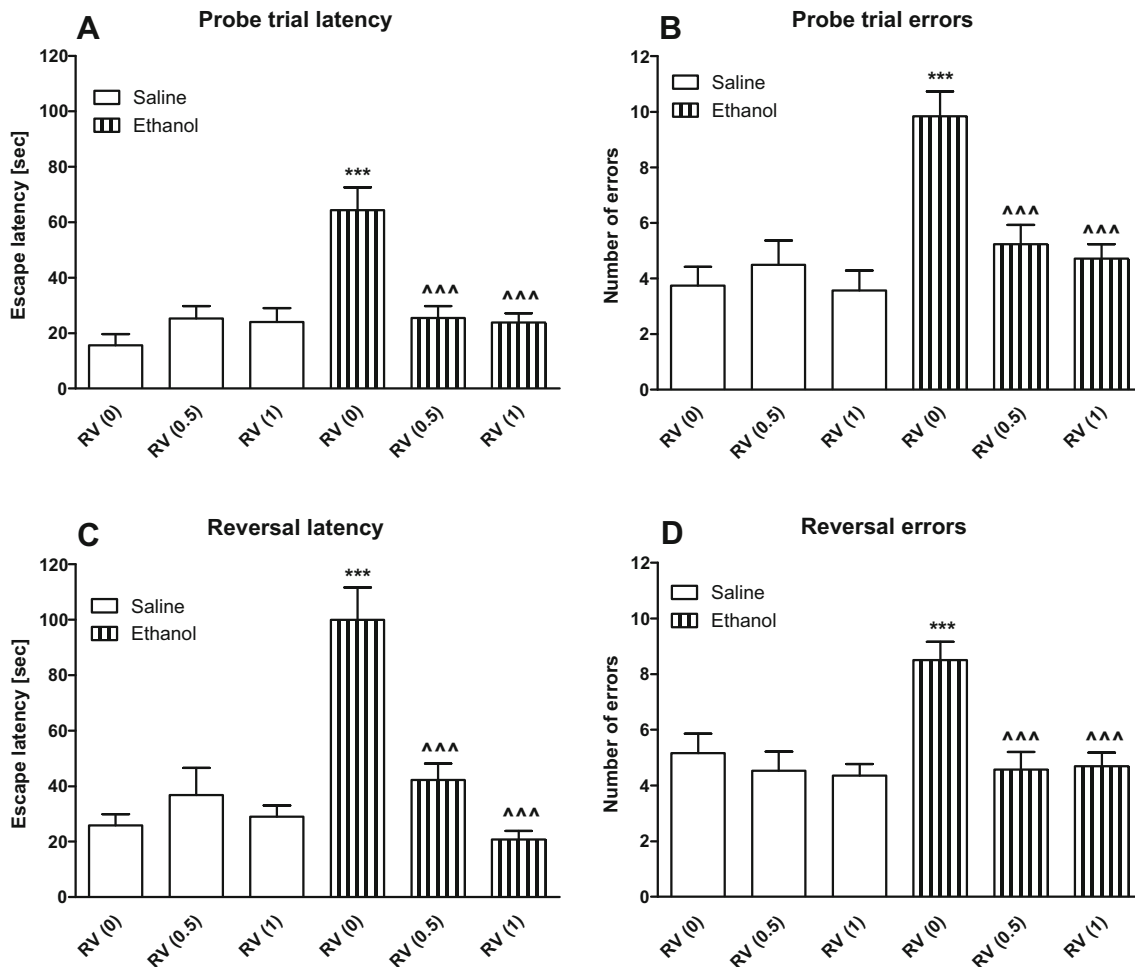 A
Probe trial latency
120
100
80
60
40
20
0
Escape latency [sec]
Saline
Ethanol
***
^^^
^^^
RV (0)
RV (0.5)
RV (1)
RV (0)
RV (0.5)
RV (1)
B
Probe trial errors
12
10
8
6
4
2
0
Number of errors
Saline
Ethanol
***
^^^
^^^
RV (0)
RV (0.5)
RV (1)
RV (0)
RV (0.5)
RV (1)
C
Reversal latency
120
100
80
60
40
20
0
Escape latency [sec]
Saline
Ethanol
***
^^^
^^^
RV (0)
RV (0.5)
RV (1)
RV (0)
RV (0.5)
RV (1)
D
Reversal errors
12
10
8
6
4
2
0
Number of errors
Saline
Ethanol
***
^^^
^^^
RV (0)
RV (0.5)
RV (1)
RV (0)
RV (0.5)
RV (1)